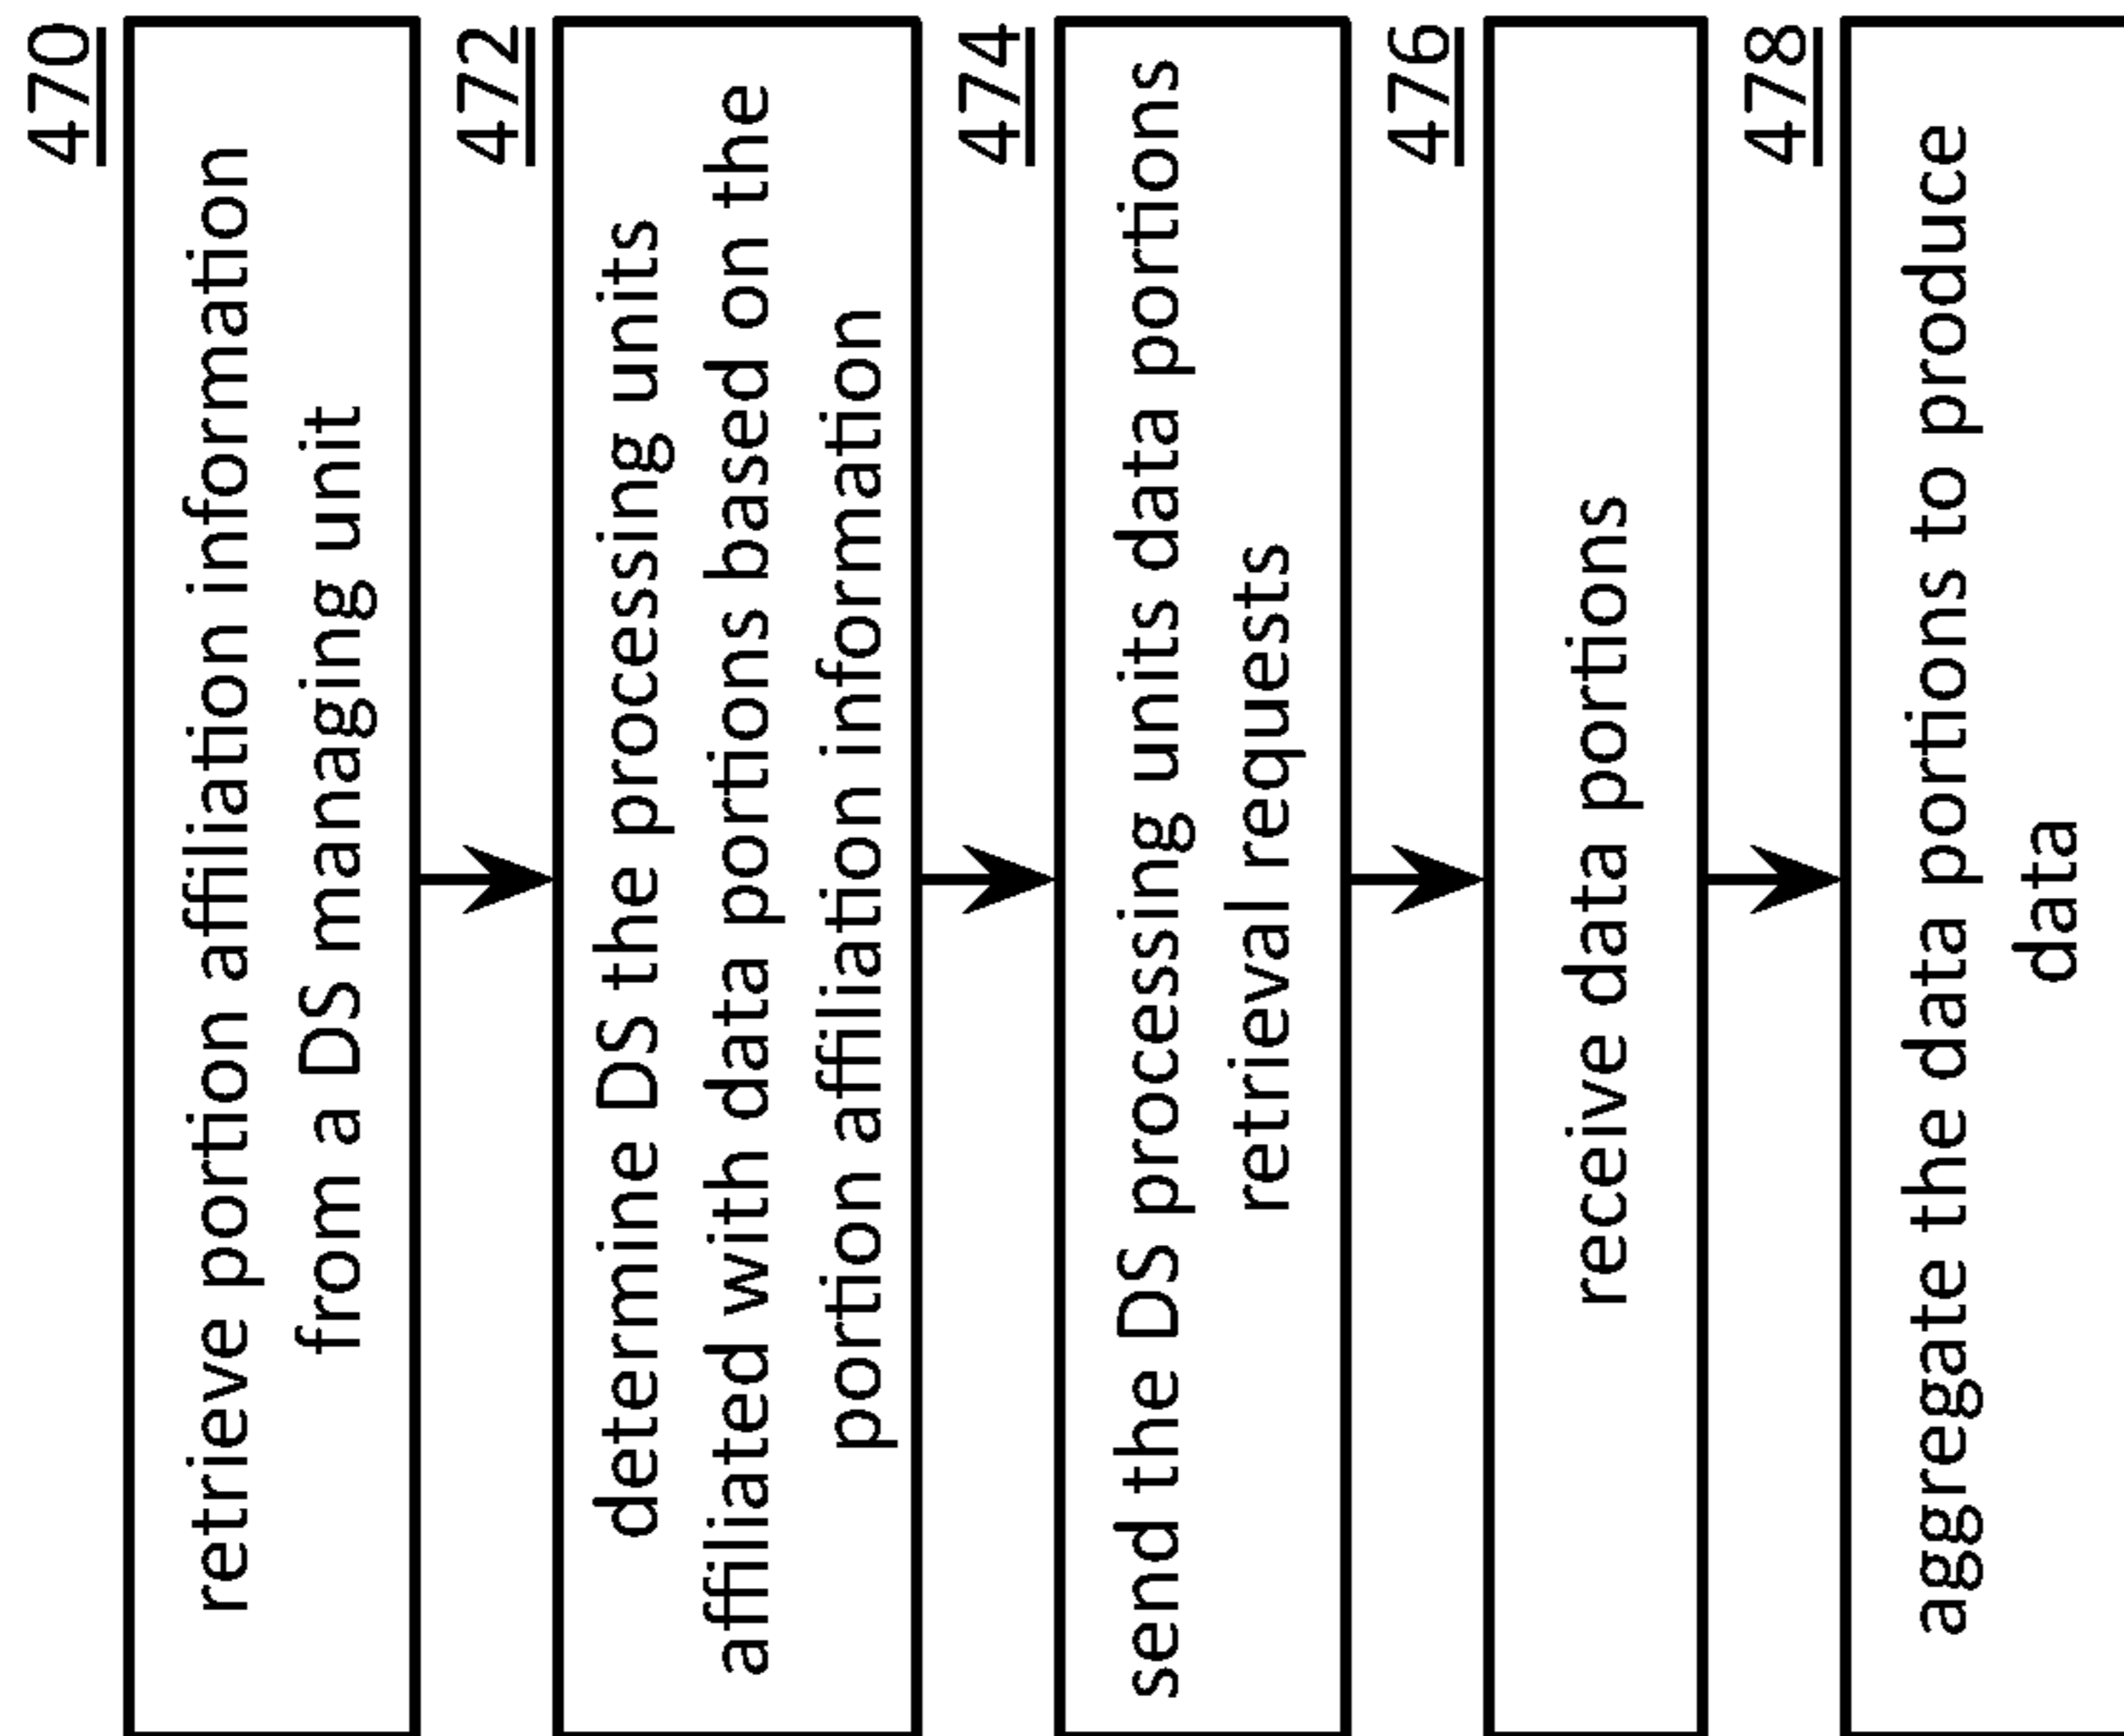 470
retrieve portion affiliation information
from a DS managing unit
472
determine DS the processing units
affiliated with data portions based on the
portion affiliation information
474
send the DS processing units data portions
retrieval requests
476
receive data portions
478
aggregate the data portions to produce
data